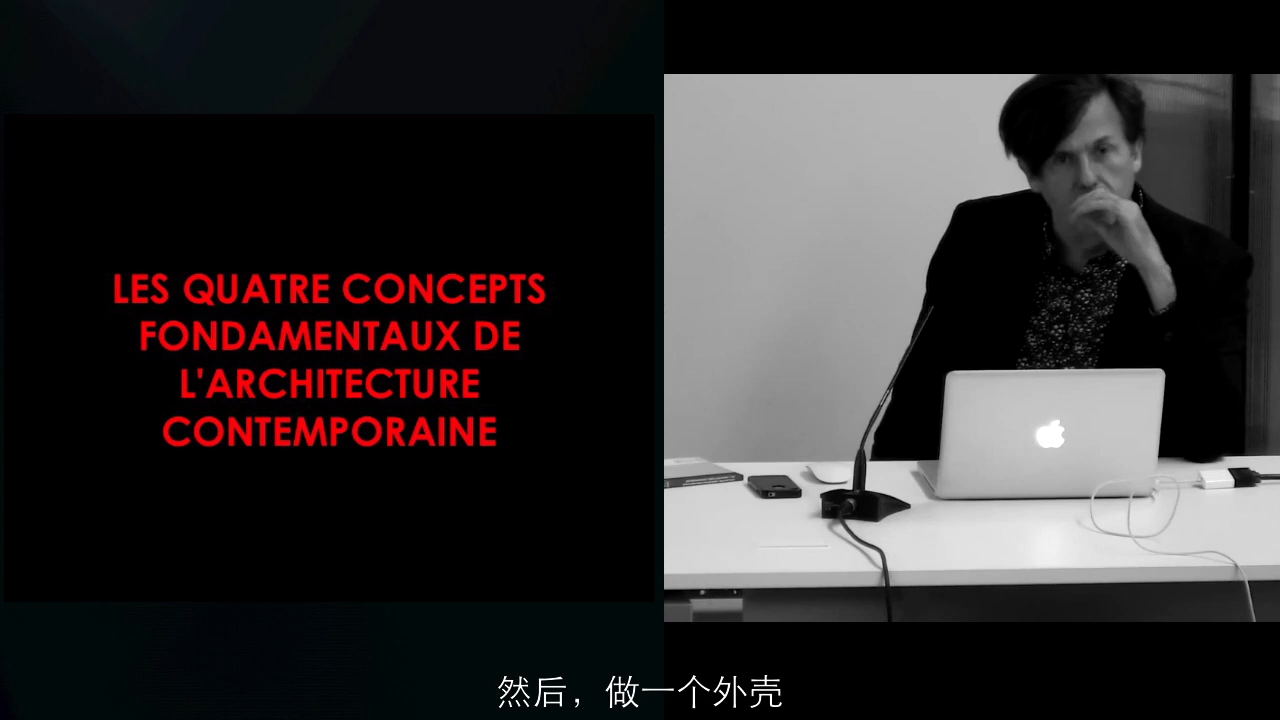 LES QUATRE CONCEPTS
FONDAMENTAUX DE
L'ARCHITECTURE
CONTEMPORAINE
然后，做一个外壳